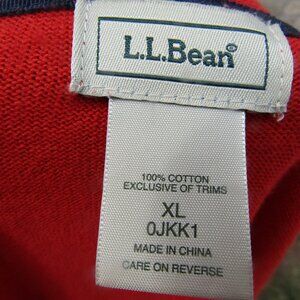 L.L.Bean®
100% COTTON
EXCLUSIVE OF TRIMS
XL
0JKK1
MADE IN CHINA
CARE ON REVERSE